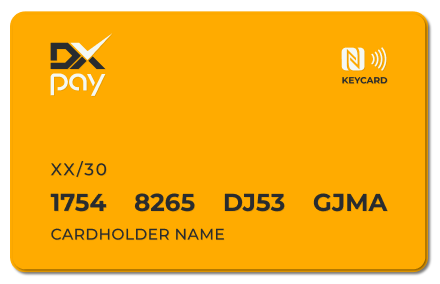 DX
pay
KEYCARD
XX/30
1754 8265 DJ53 GJMA
CARDHOLDER NAME